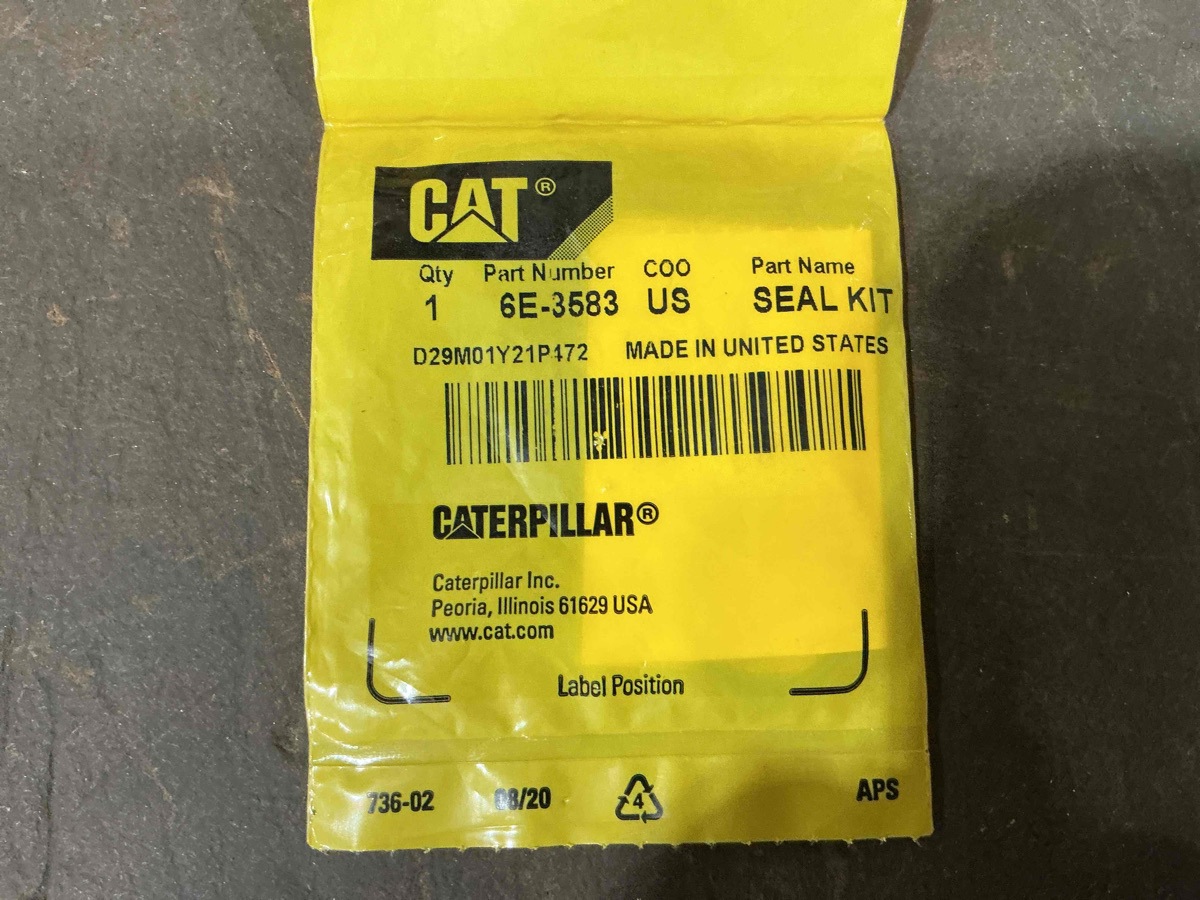 CAT®
Qty Part Number COO Part Name
1 6E-3583 US SEAL KIT
D29M01Y21P472 MADE IN UNITED STATES
CATERPILLAR®
Caterpillar Inc.
Peoria, Illinois 61629 USA
www.cat.com
Label Position
736-02 08/20 4 APS